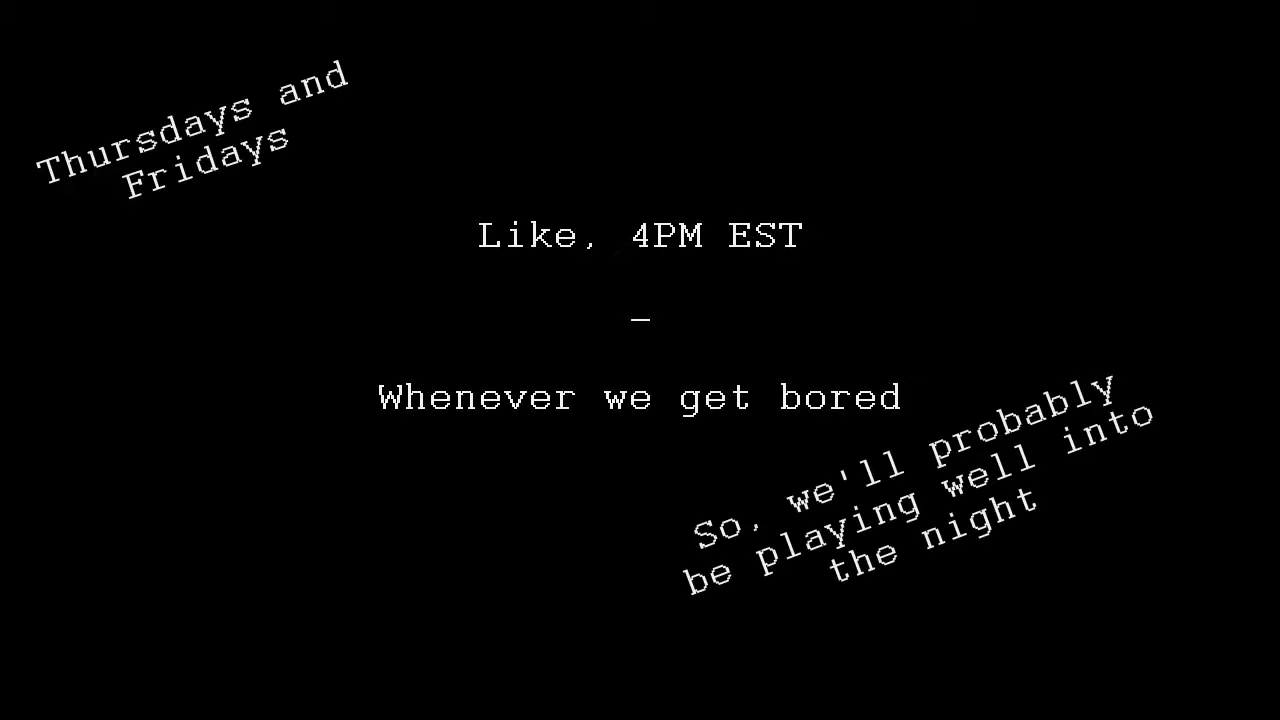 Thursdays and
Fridays
Like, 4PM EST
—
Whenever we get bored
So, we'll probably
be playing well into
the night